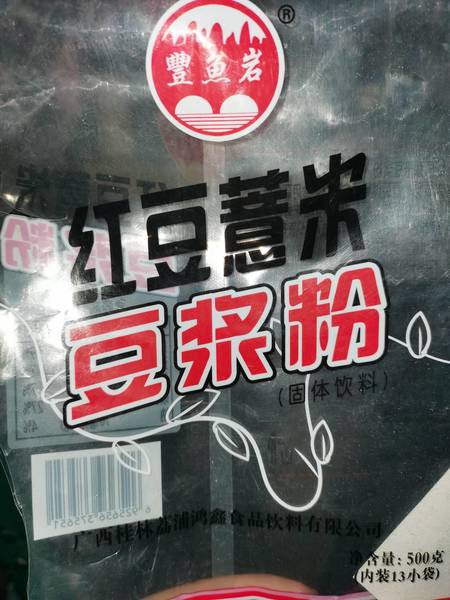 ®
豐鱼岩
红豆薏米
豆浆粉
(固体饮料)
广西桂林荔浦鸿鑫食品饮料有限公司
净含量:500克
(内装13小袋)